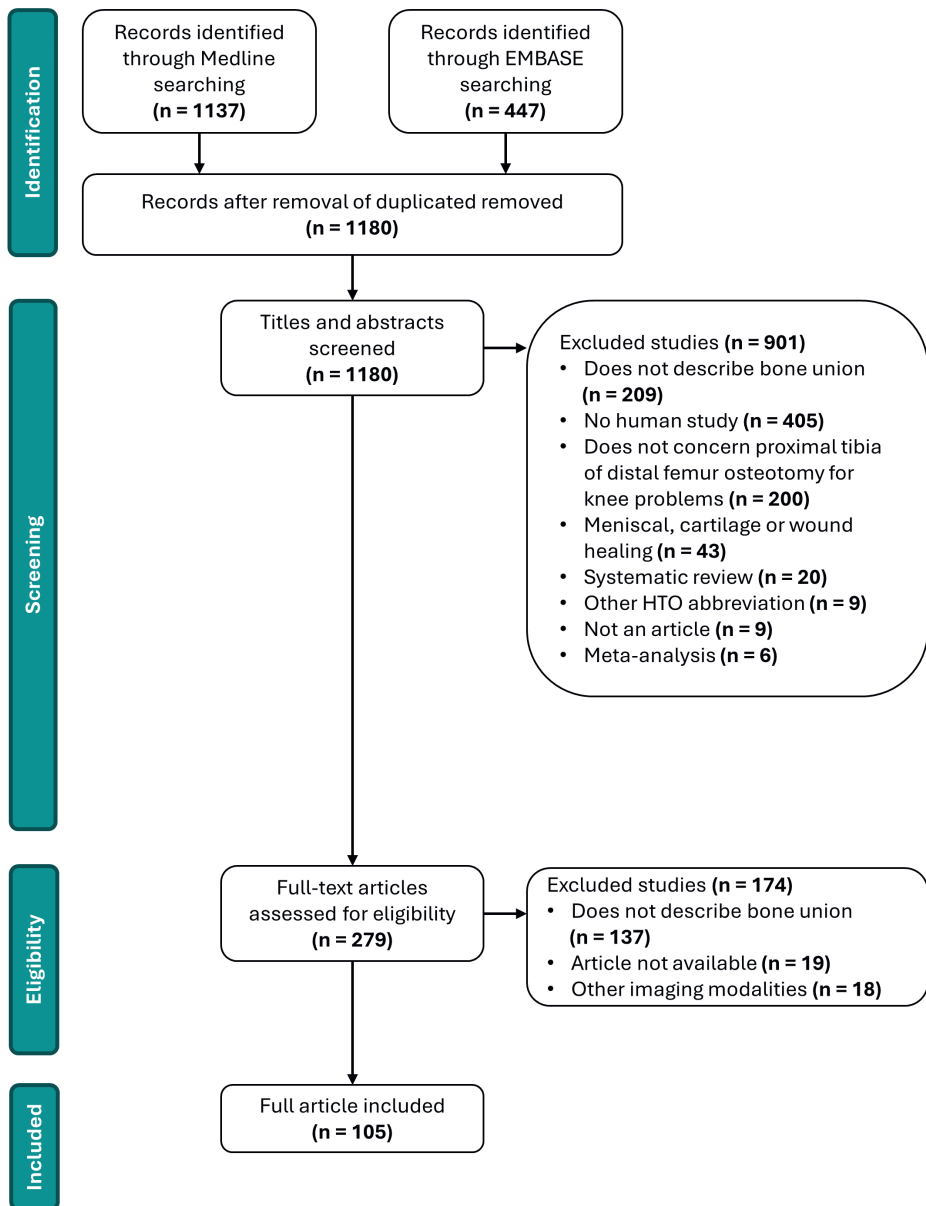 Identification
Records identified
through Medline
searching
(n = 1137)
Records identified
through EMBASE
searching
(n = 447)
Records after removal of duplicated removed
(n = 1180)
Screening
Titles and abstracts
screened
(n = 1180)
Excluded studies (n = 901)
• Does not describe bone union
(n = 209)
• No human study (n = 405)
• Does not concern proximal tibia
of distal femur osteotomy for
knee problems (n = 200)
• Meniscal, cartilage or wound
healing (n = 43)
• Systematic review (n = 20)
• Other HTO abbreviation (n = 9)
• Not an article (n = 9)
• Meta-analysis (n = 6)
Eligibility
Full-text articles
assessed for eligibility
(n = 279)
Excluded studies (n = 174)
• Does not describe bone union
(n = 137)
• Article not available (n = 19)
• Other imaging modalities (n = 18)
Included
Full article included
(n = 105)